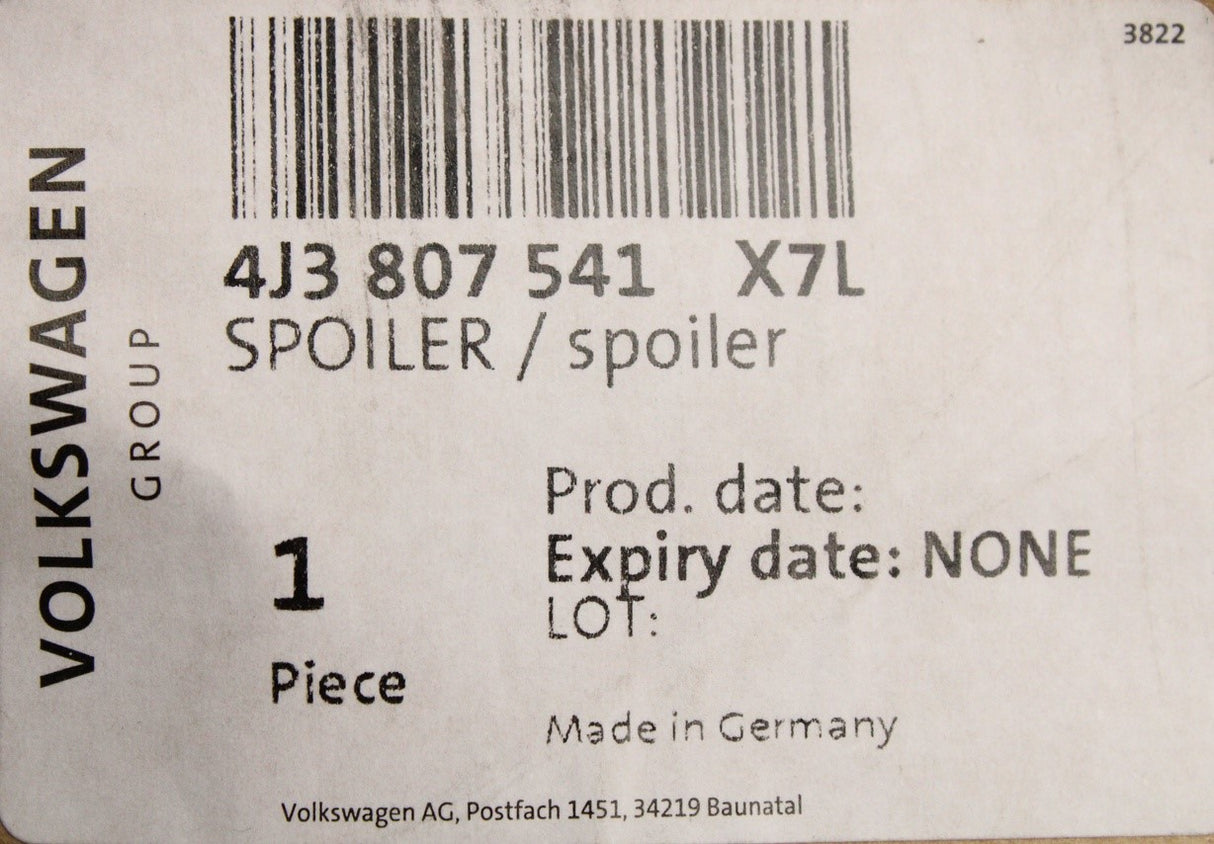 3822
VOLKSWAGEN
GROUP
4J3 807 541 X7L
SPOILER / spoiler
Prod. date:
Expiry date: NONE
LOT:
1
Piece
Made in Germany
Volkswagen AG, Postfach 1451, 34219 Baunatal